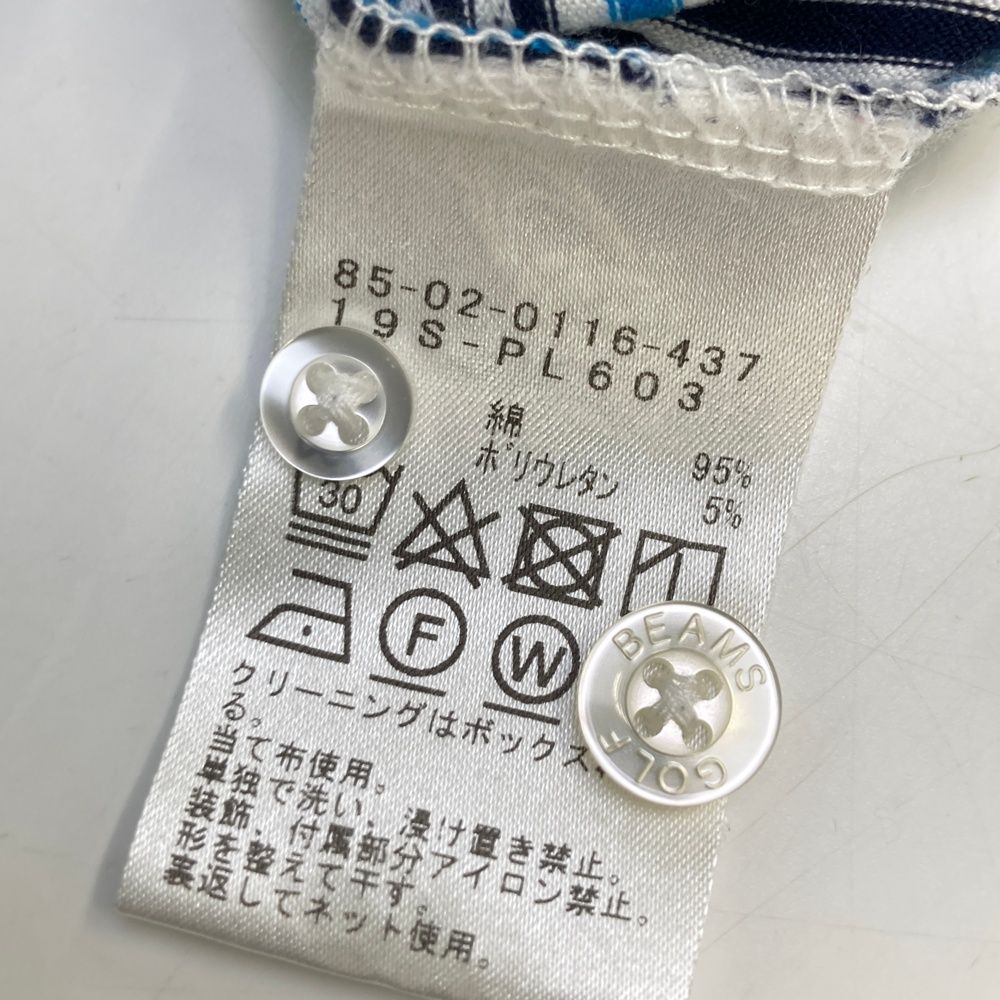 85-02-0116-437
19S-PL603
綿 95%
ポリウレタン 5%
30
F
W
BEAMS
GOLF
クリーニングはボックス
る。
当て布使用。
単独で洗い、浸け置き禁止。
装飾、付属部分アイロン禁止。
形を整えて干す。
裏返してネット使用。